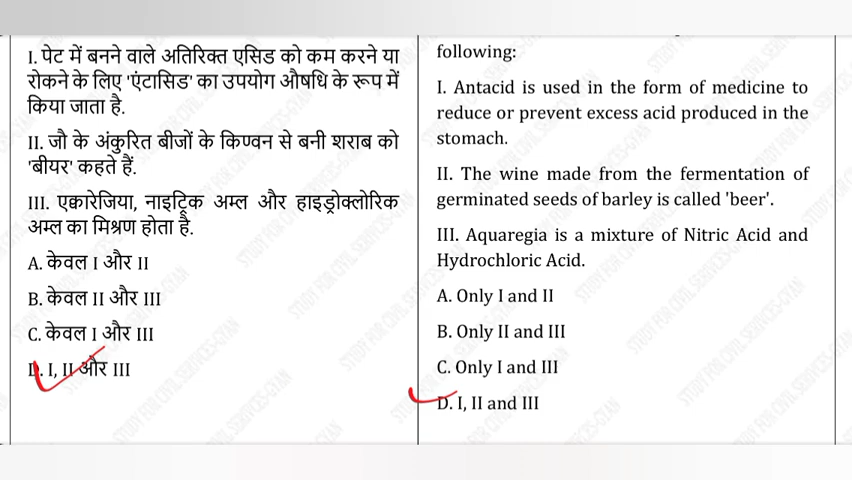 I. पेट में बनने वाले अतिरिक्त एसिड को कम करने या
रोकने के लिए 'एंटासिड' का उपयोग औषधि के रूप में
किया जाता है.
II. जौ के अंकुरित बीजों के किण्वन से बनी शराब को
'बीयर' कहते हैं.
III. एक्वारेजिया, नाइट्रिक अम्ल और हाइड्रोक्लोरिक
अम्ल का मिश्रण होता है.
A. केवल I और II
B. केवल II और III
C. केवल I और III
D. I, II और III
following:
I. Antacid is used in the form of medicine to
reduce or prevent excess acid produced in the
stomach.
II. The wine made from the fermentation of
germinated seeds of barley is called 'beer'.
III. Aquaregia is a mixture of Nitric Acid and
Hydrochloric Acid.
A. Only I and II
B. Only II and III
C. Only I and III
D. I, II and III